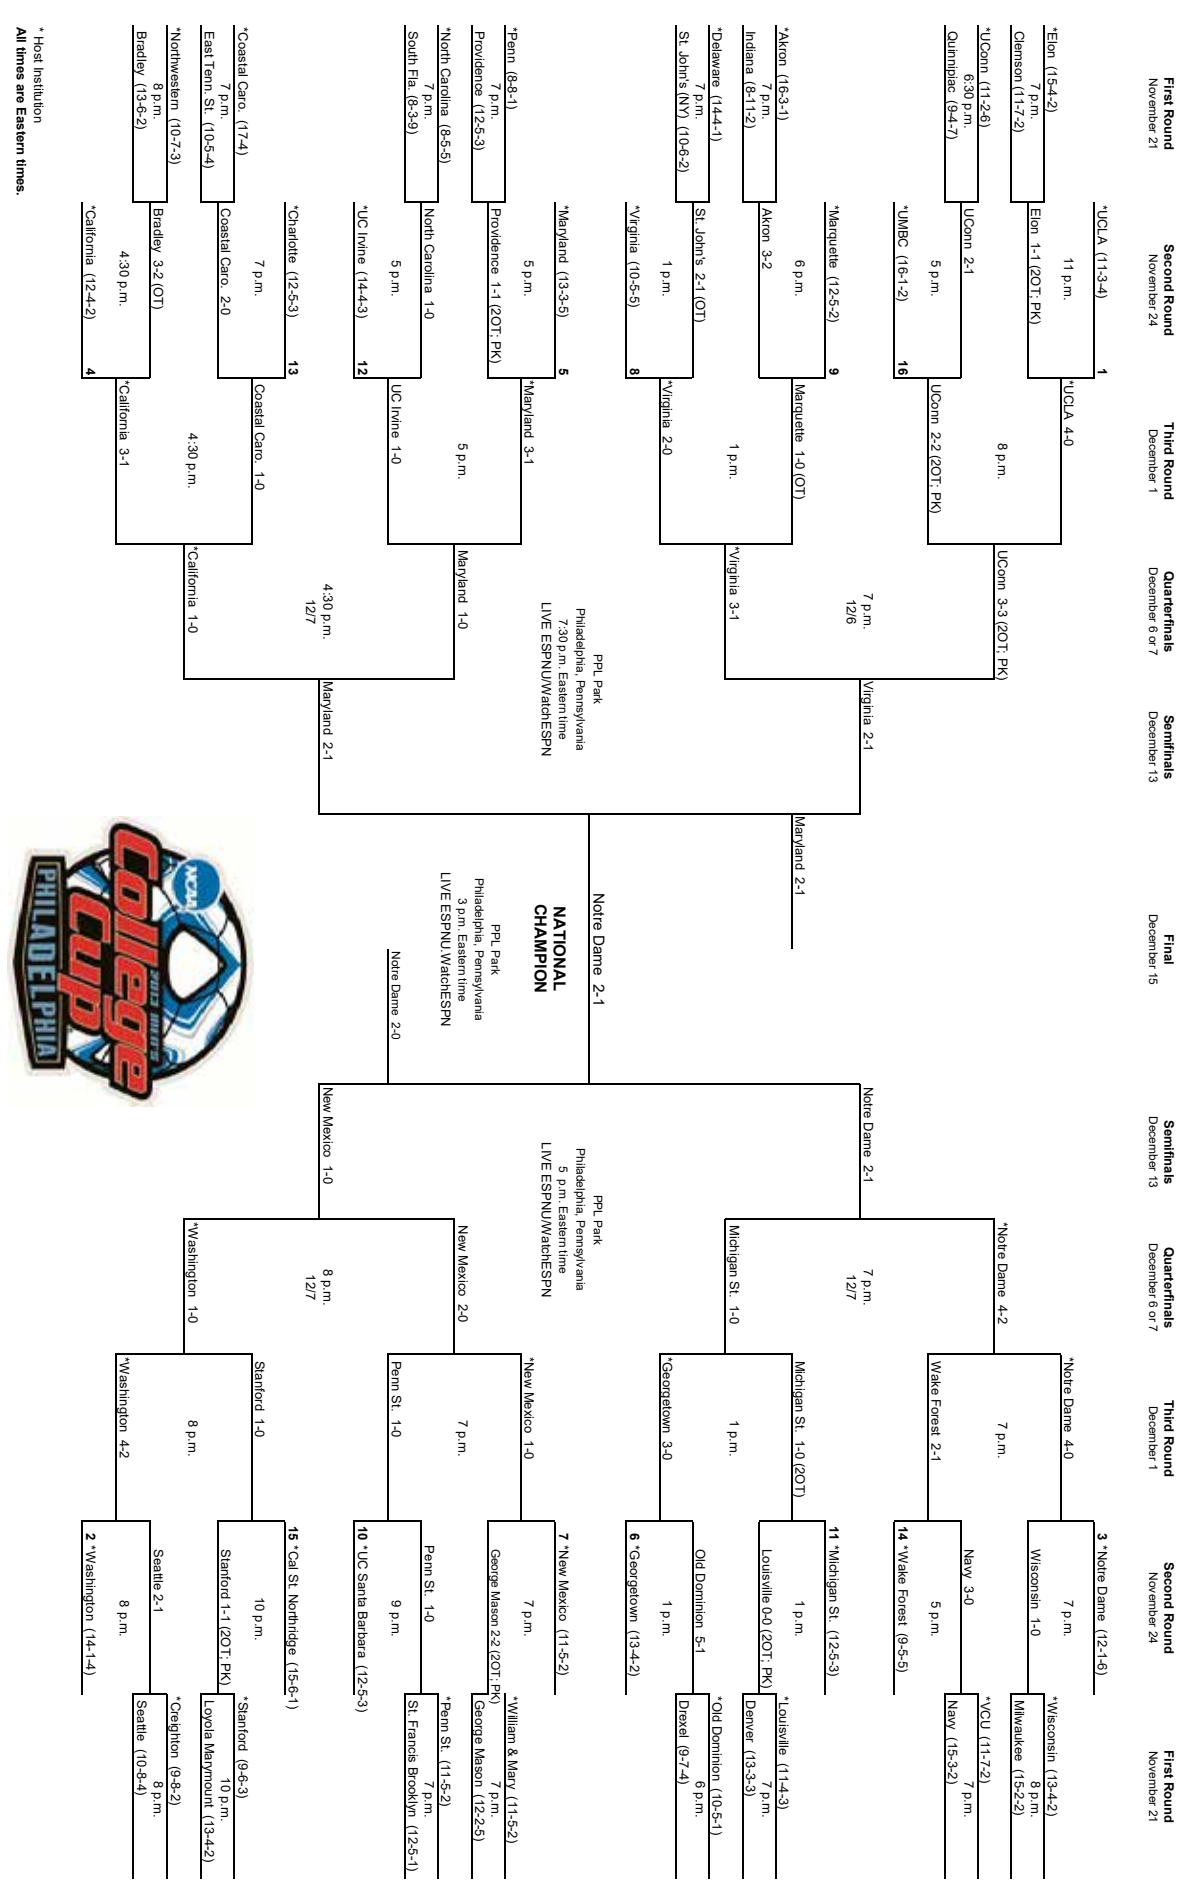 First Round
November 21
Second Round
November 24
Third Round
December 1
Quarterfinals
December 6 or 7
Semifinals
December 13
Final
December 15
Semifinals
December 13
Quarterfinals
December 6 or 7
Third Round
December 1
Second Round
November 24
First Round
November 21
*Elon (15-4-2)
7 p.m.
Clemson (11-7-2)
*UConn (11-2-6)
6:30 p.m.
Quinnipiac (9-4-7)
*Akron (16-3-1)
7 p.m.
Indiana (8-11-2)
*Delaware (14-4-1)
7 p.m.
St. John's (NY) (10-6-2)
*Penn (8-8-1)
7 p.m.
Providence (12-5-3)
*North Carolina (8-5-5)
7 p.m.
South Fla. (8-3-9)
*Coastal Caro. (17-4)
7 p.m.
East Tenn. St. (10-5-4)
*Northwestern (10-7-3)
8 p.m.
Bradley (13-6-2)
*UCLA (11-3-4)
1
11 p.m.
Elon 1-1 (2OT; PK)
UConn 2-1
5 p.m.
*UMBC (16-1-2)
16
*Marquette (12-5-2)
9
6 p.m.
Akron 3-2
St. John's 2-1 (OT)
1 p.m.
*Virginia (10-5-5)
8
*Maryland (13-3-5)
5
5 p.m.
Providence 1-1 (2OT; PK)
North Carolina 1-0
5 p.m.
*UC Irvine (14-4-3)
12
*Charlotte (12-5-3)
13
7 p.m.
Coastal Caro. 2-0
Bradley 3-2 (OT)
4:30 p.m.
*California (12-4-2)
4
*UCLA 4-0
8 p.m.
UConn 2-2 (2OT; PK)
Marquette 1-0 (OT)
1 p.m.
*Virginia 2-0
*Maryland 3-1
5 p.m.
UC Irvine 1-0
Coastal Caro. 1-0
4:30 p.m.
*California 3-1
UConn 3-3 (2OT; PK)
7 p.m.
12/6
*Virginia 3-1
Maryland 1-0
4:30 p.m.
12/7
*California 1-0
Virginia 2-1
PPL Park
Philadelphia, Pennsylvania
7:30 p.m. Eastern time
LIVE ESPNU/WatchESPN
Maryland 2-1
Maryland 2-1
Notre Dame 2-1
NATIONAL
CHAMPION
PPL Park
Philadelphia, Pennsylvania
3 p.m. Eastern time
LIVE ESPNU.WatchESPN
Notre Dame 2-0
Notre Dame 2-1
PPL Park
Philadelphia, Pennsylvania
5 p.m. Eastern time
LIVE ESPNU/WatchESPN
New Mexico 1-0
*Notre Dame 4-2
7 p.m.
12/7
Michigan St. 1-0
New Mexico 2-0
8 p.m.
12/7
*Washington 1-0
*Notre Dame 4-0
7 p.m.
Wake Forest 2-1
Michigan St. 1-0 (2OT)
1 p.m.
*Georgetown 3-0
*New Mexico 1-0
7 p.m.
Penn St. 1-0
Stanford 1-0
8 p.m.
*Washington 4-2
3 *Notre Dame (12-1-6)
7 p.m.
Wisconsin 1-0
Navy 3-0
5 p.m.
14 *Wake Forest (9-5-5)
11 *Michigan St. (12-5-3)
1 p.m.
Louisville 0-0 (2OT; PK)
Old Dominion 5-1
1 p.m.
6 *Georgetown (13-4-2)
7 *New Mexico (11-5-2)
7 p.m.
George Mason 2-2 (2OT; PK)
Penn St. 1-0
9 p.m.
10 *UC Santa Barbara (12-5-3)
15 *Cal St. Northridge (15-6-1)
10 p.m.
Stanford 1-1 (2OT; PK)
Seattle 2-1
8 p.m.
2 *Washington (14-1-4)
*Wisconsin (13-4-2)
8 p.m.
Milwaukee (15-2-2)
*VCU (11-7-2)
7 p.m.
Navy (15-3-2)
*Louisville (11-4-3)
7 p.m.
Denver (13-3-3)
*Old Dominion (10-5-1)
6 p.m.
Drexel (9-7-4)
*William & Mary (11-5-2)
7 p.m.
George Mason (12-2-5)
*Penn St. (11-5-2)
7 p.m.
St. Francis Brooklyn (12-5-1)
*Stanford (9-6-3)
10 p.m.
Loyola Marymount (13-4-2)
*Creighton (9-8-2)
8 p.m.
Seattle (10-8-4)
NCAA
2013 MEN'S
College
Cup
PHILADELPHIA
* Host Institution
All times are Eastern times.